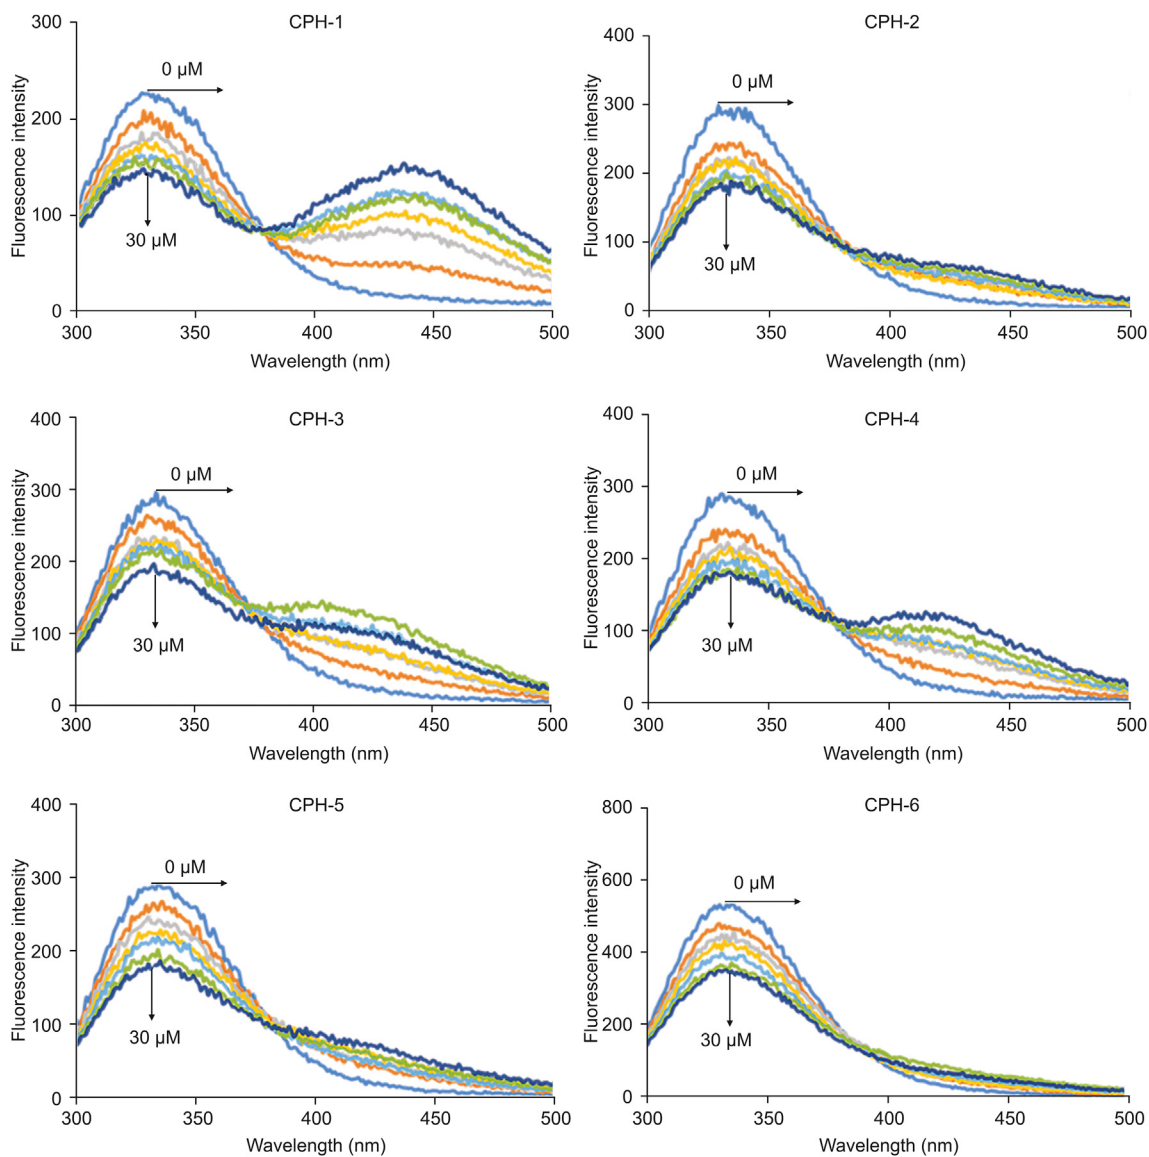 CPH-1
300
200
100
0
0 µM
30 µM
Fluorescence intensity
300 350 400 450 500
Wavelength (nm)
CPH-2
400
300
200
100
0
0 µM
30 µM
Fluorescence intensity
300 350 400 450 500
Wavelength (nm)
CPH-3
400
300
200
100
0
0 µM
30 µM
Fluorescence intensity
300 350 400 450 500
Wavelength (nm)
CPH-4
400
300
200
100
0
0 µM
30 µM
Fluorescence intensity
300 350 400 450 500
Wavelength (nm)
CPH-5
400
300
200
100
0
0 µM
30 µM
Fluorescence intensity
300 350 400 450 500
Wavelength (nm)
CPH-6
800
600
400
200
0
0 µM
30 µM
Fluorescence intensity
300 350 400 450 500
Wavelength (nm)